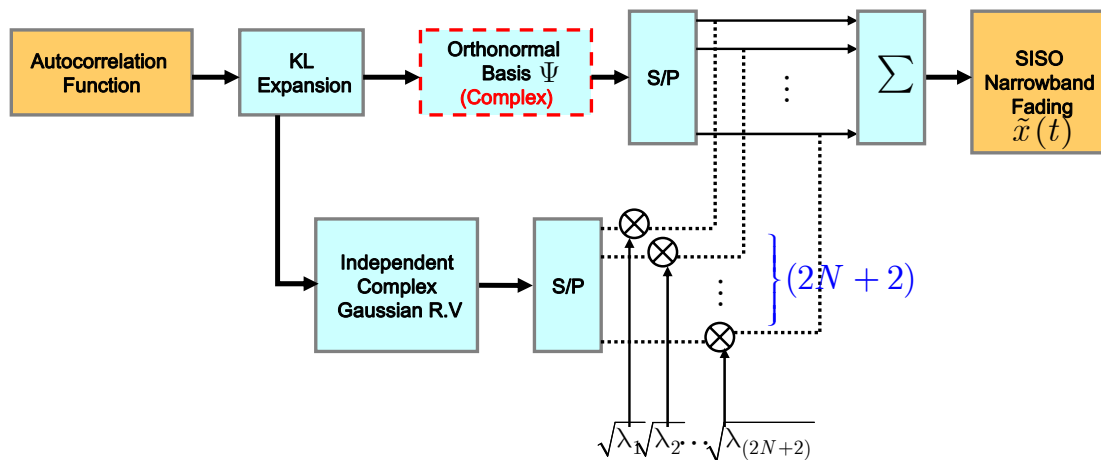 Autocorrelation
Function
KL
Expansion
Orthonormal
Basis Ψ
(Complex)
S/P
⋮
∑
SISO
Narrowband
Fading
x̃(t)
Independent
Complex
Gaussian R.V
S/P
⋮
}(2N + 2)
√λ₁ √λ₂ ... √λ₍₂N₊₂₎